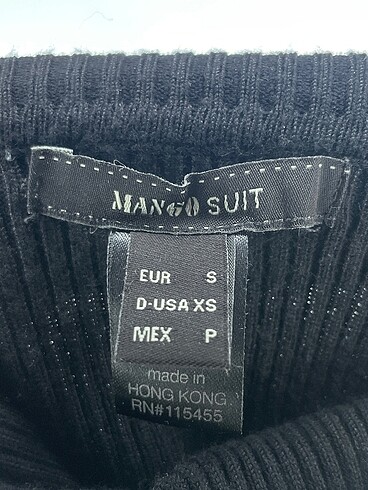 MANGO SUIT
EUR S
D-USA XS
MEX P
made in
HONG KONG
RN#115455